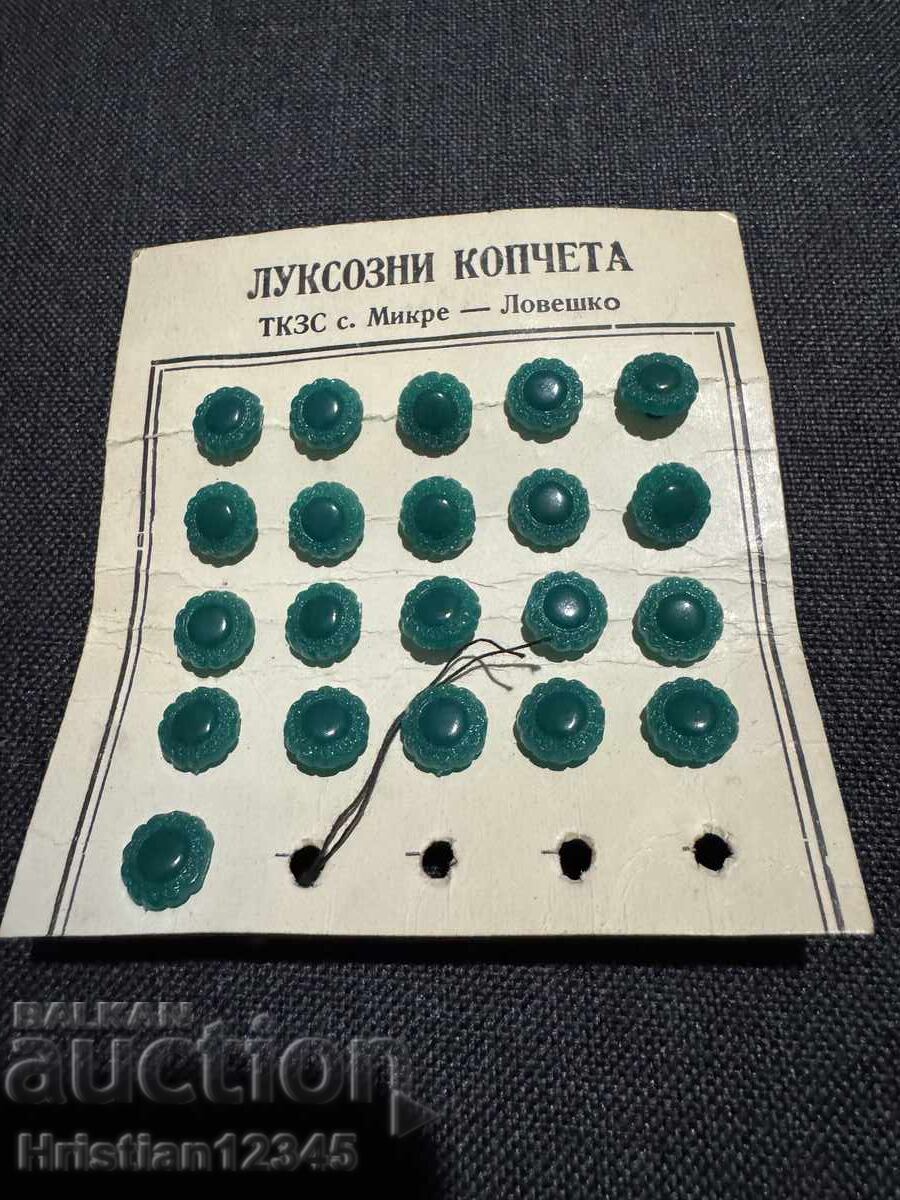 ЛУКСОЗНИ КОПЧЕТА
ТКЗС с. Микре — Ловешко
BALKAN
auction
Hristian12345